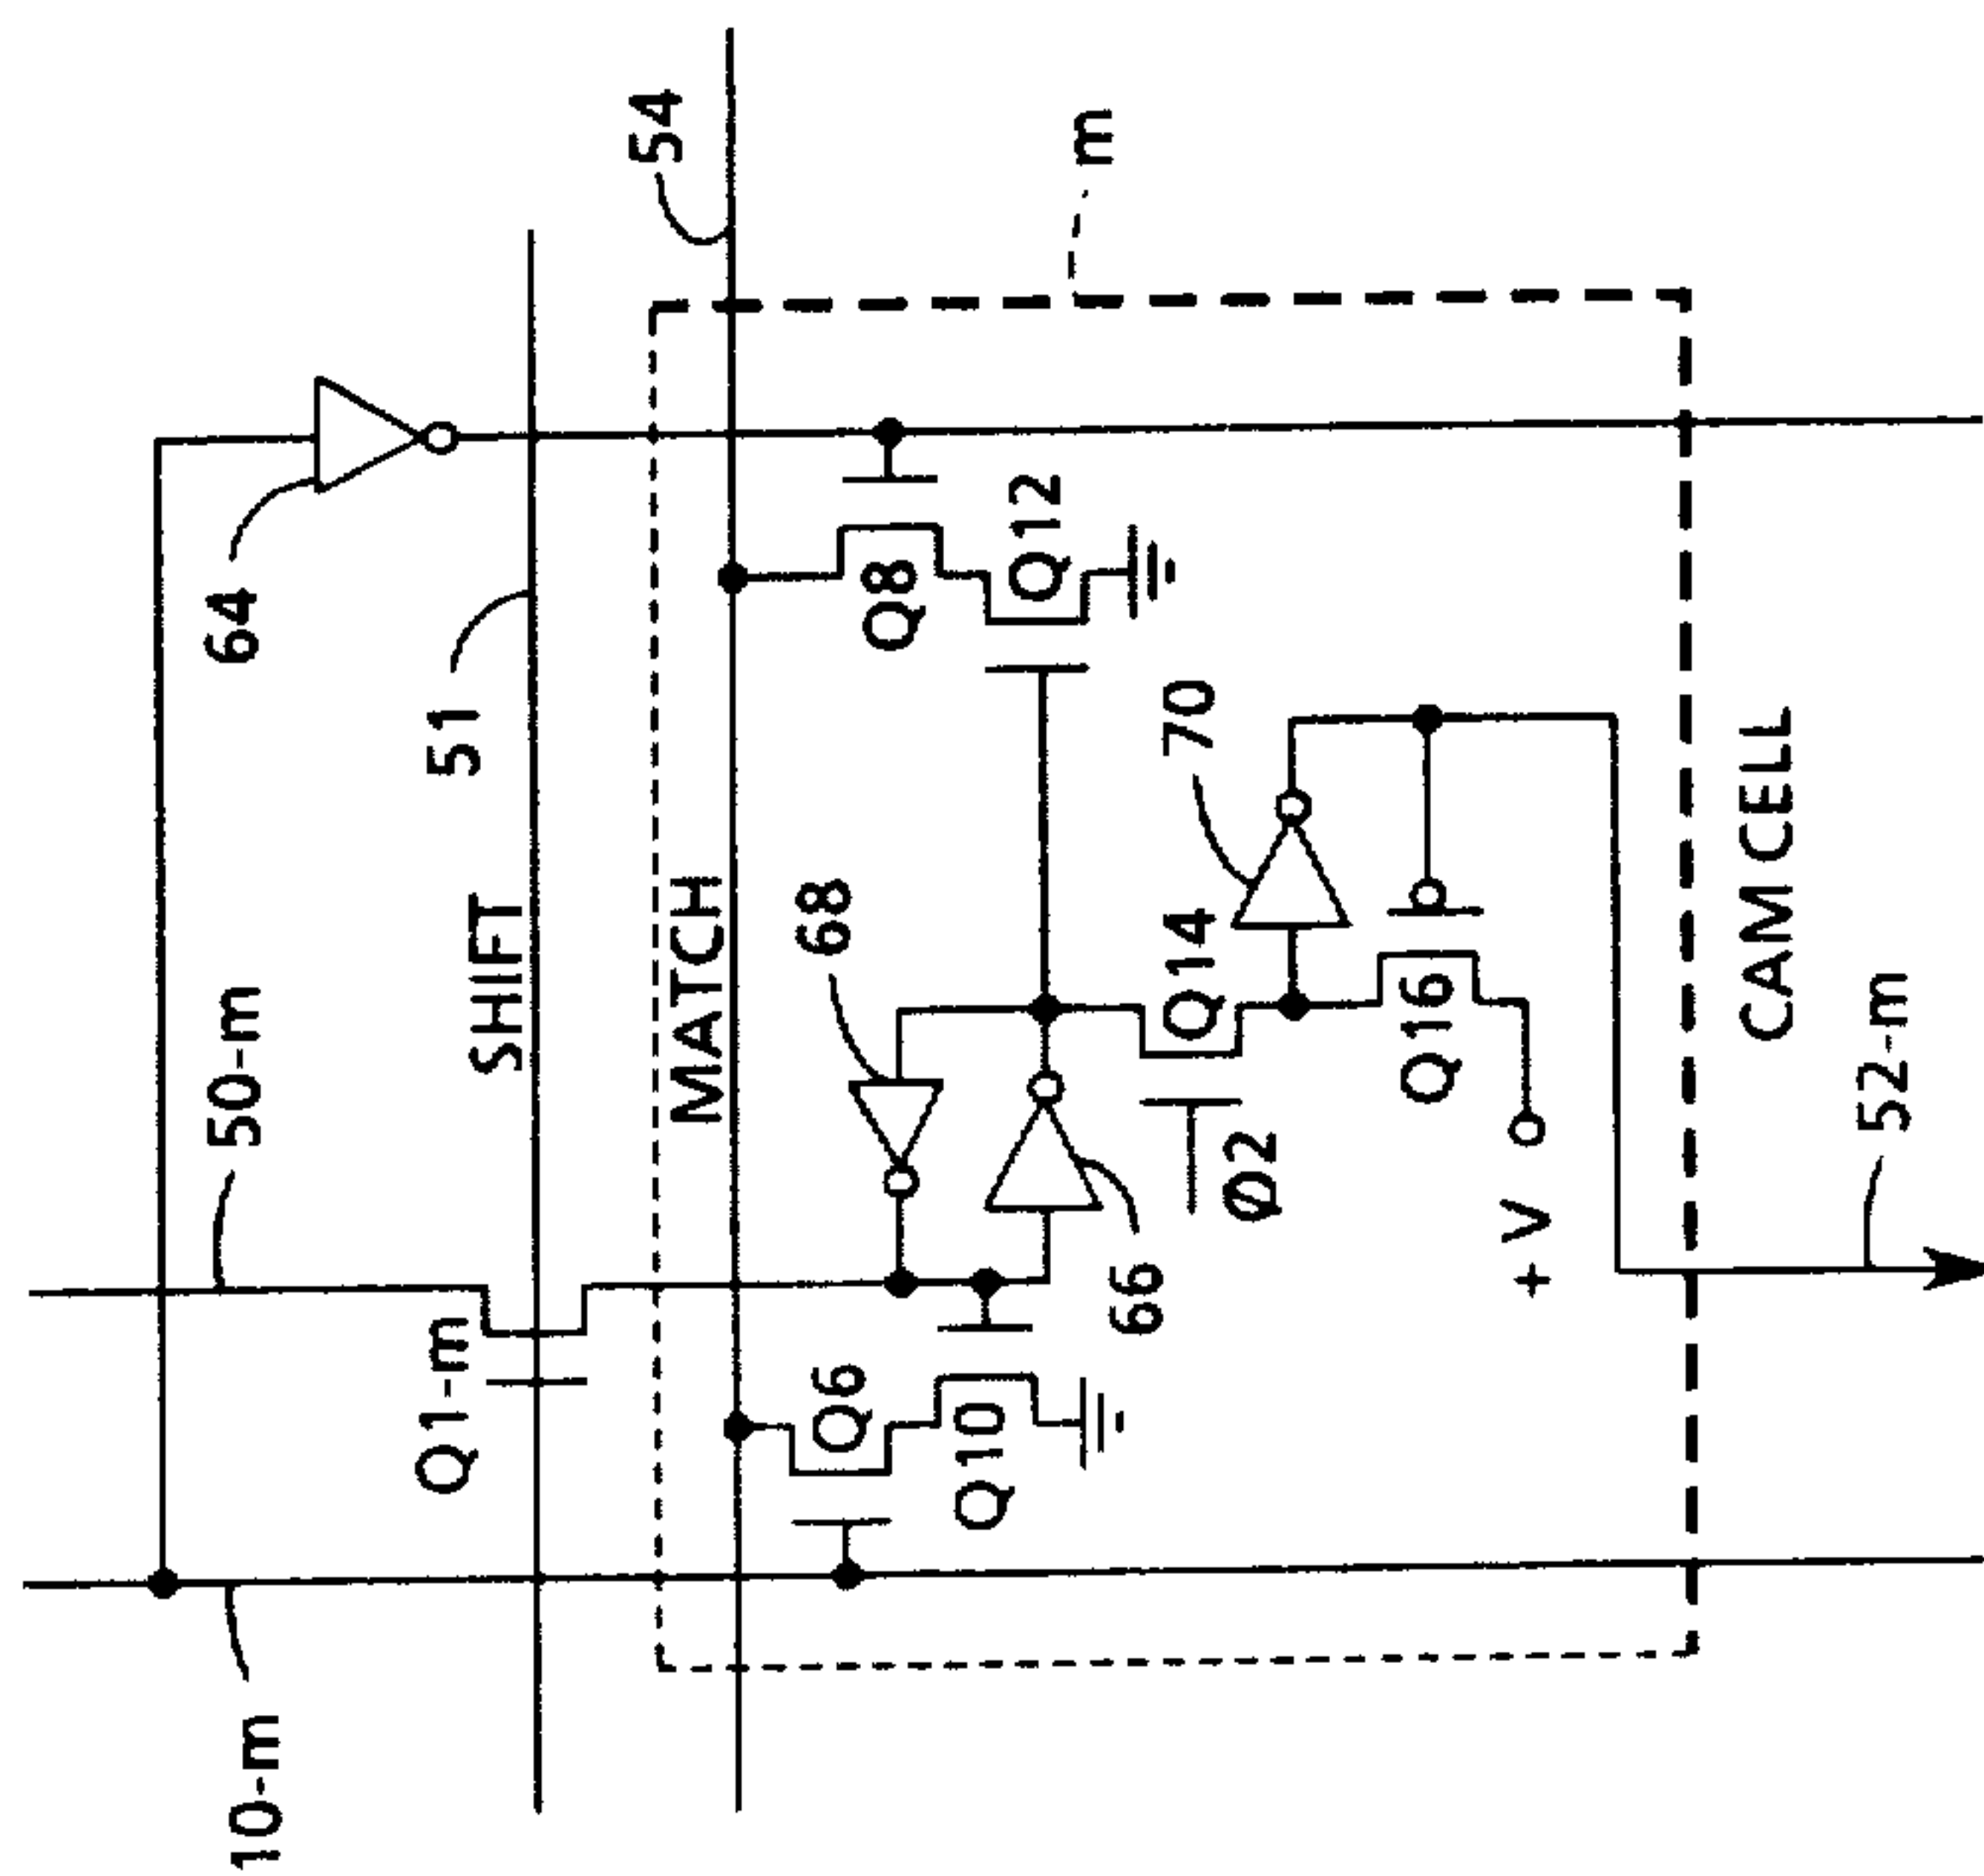 10-m
50-m
64
Q1-m
51
SHIFT
54
MATCH
Q6
68
Q8
Q10
Q12
m
66
Q14
70
Ø2
Q16
+ V
CAM CELL
52-m